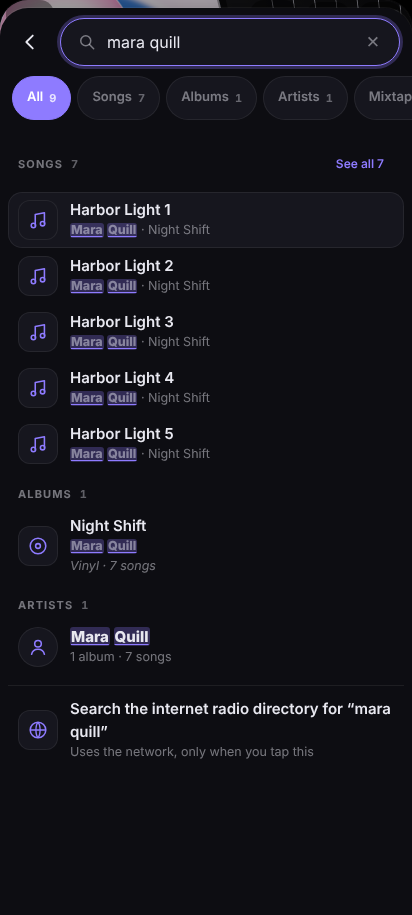 mara quill
All 9
Songs 7
Albums 1
Artists 1
Mixtap
SONGS 7
See all 7
Harbor Light 1
Mara Quill · Night Shift
Harbor Light 2
Mara Quill · Night Shift
Harbor Light 3
Mara Quill · Night Shift
Harbor Light 4
Mara Quill · Night Shift
Harbor Light 5
Mara Quill · Night Shift
ALBUMS 1
Night Shift
Mara Quill
Vinyl · 7 songs
ARTISTS 1
Mara Quill
1 album · 7 songs
Search the internet radio directory for “mara
quill”
Uses the network, only when you tap this